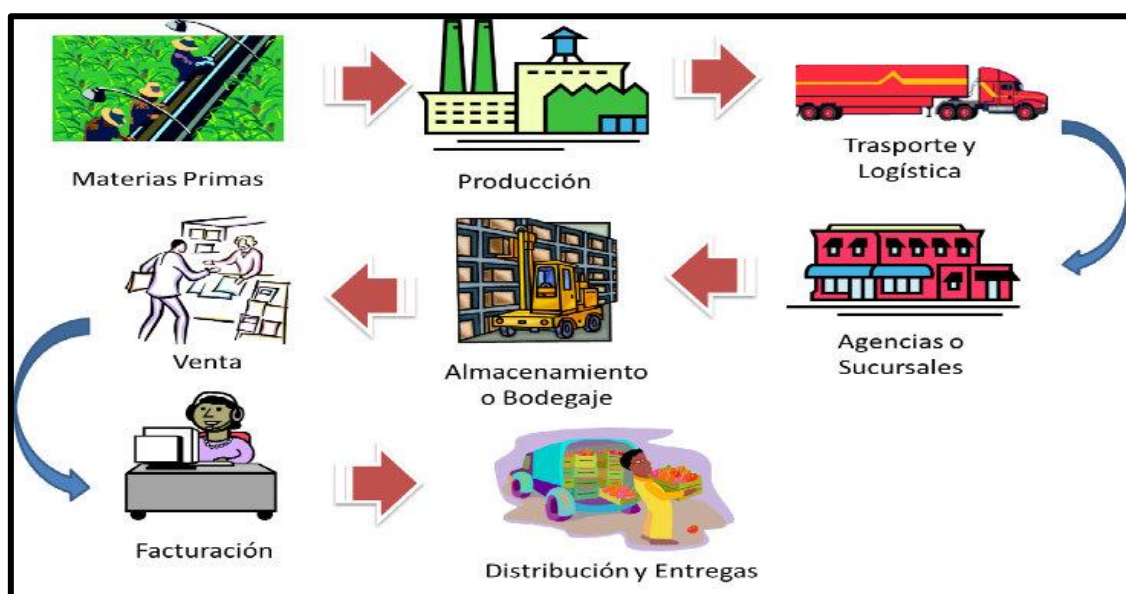 Materias Primas
Producción
Trasporte y
Logística
Agencias o
Sucursales
Almacenamiento
o Bodegaje
Venta
Facturación
Distribución y Entregas